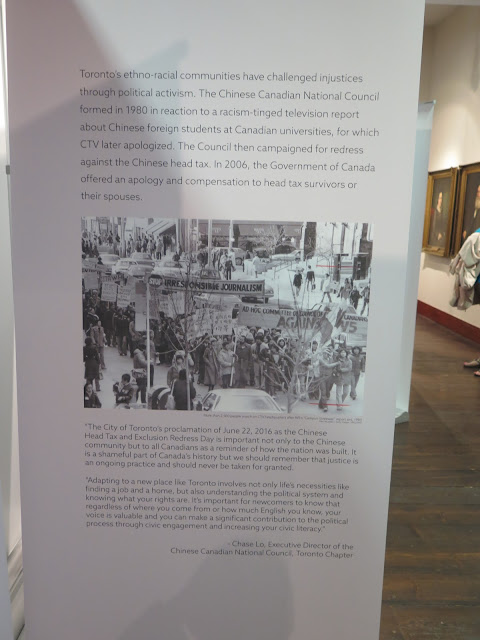 Toronto's ethno-racial communities have challenged injustices
through political activism. The Chinese Canadian National Council
formed in 1980 in reaction to a racism-tinged television report
about Chinese foreign students at Canadian universities, for which
CTV later apologized. The Council then campaigned for redress
against the Chinese head tax. In 2006, the Government of Canada
offered an apology and compensation to head tax survivors or
their spouses.
IRRESPONSIBLE JOURNALISM
AD HOC COMMITTEE
AGAINST
"The City of Toronto's proclamation of June 22, 2016 as the Chinese
Head Tax and Exclusion Redress Day is important not only to the Chinese
community but to all Canadians as a reminder of how the nation was built. It
is a shameful part of Canada's history but we should remember that justice is
an ongoing practice and should never be taken for granted.
"Adapting to a new place like Toronto involves not only life's necessities like
finding a job and a home, but also understanding the political system and
knowing what your rights are. It's important for newcomers to know that
regardless of where you come from or how much English you know, your
voice is valuable and you can make a significant contribution to the political
process through civic engagement and increasing your civic literacy."
- Chase Lo, Executive Director of the
Chinese Canadian National Council, Toronto Chapter